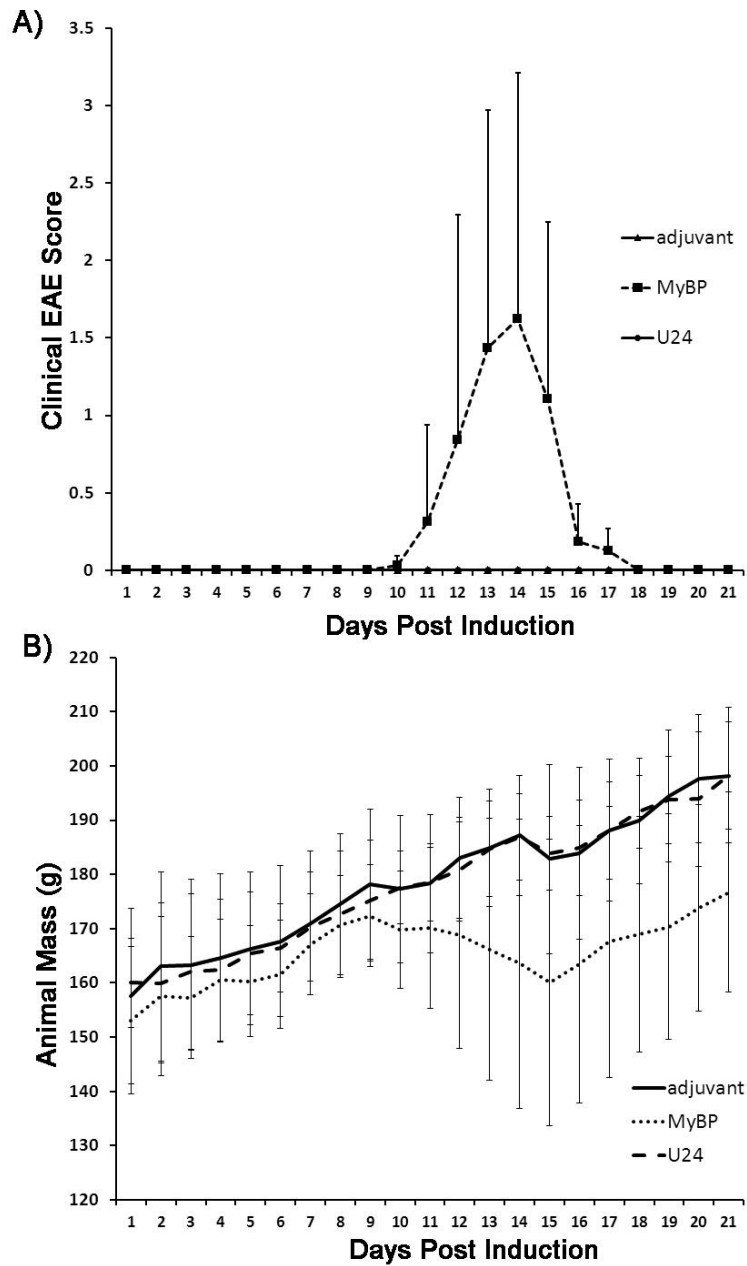 A)
3.5
3
2.5
2
1.5
1
0.5
0
Clinical EAE Score
adjuvant
MyBP
U24
1 2 3 4 5 6 7 8 9 10 11 12 13 14 15 16 17 18 19 20 21
Days Post Induction
B)
220
210
200
190
180
170
160
150
140
130
120
Animal Mass (g)
adjuvant
MyBP
U24
1 2 3 4 5 6 7 8 9 10 11 12 13 14 15 16 17 18 19 20 21
Days Post Induction